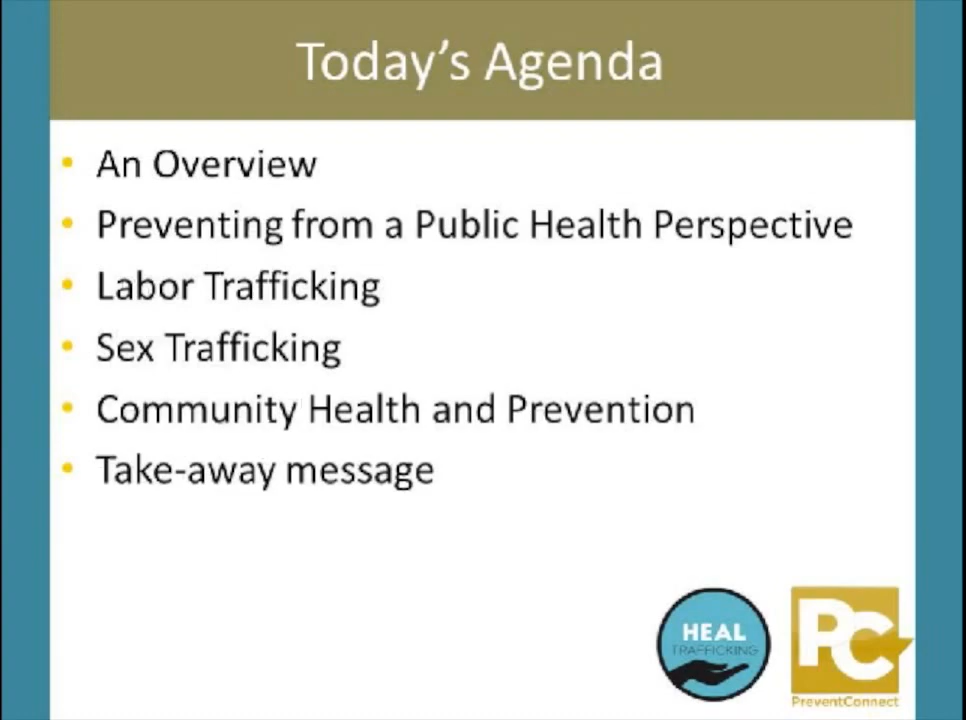 Today's Agenda
• An Overview
• Preventing from a Public Health Perspective
• Labor Trafficking
• Sex Trafficking
• Community Health and Prevention
• Take-away message
HEAL
TRAFFICKING
PC
PreventConnect